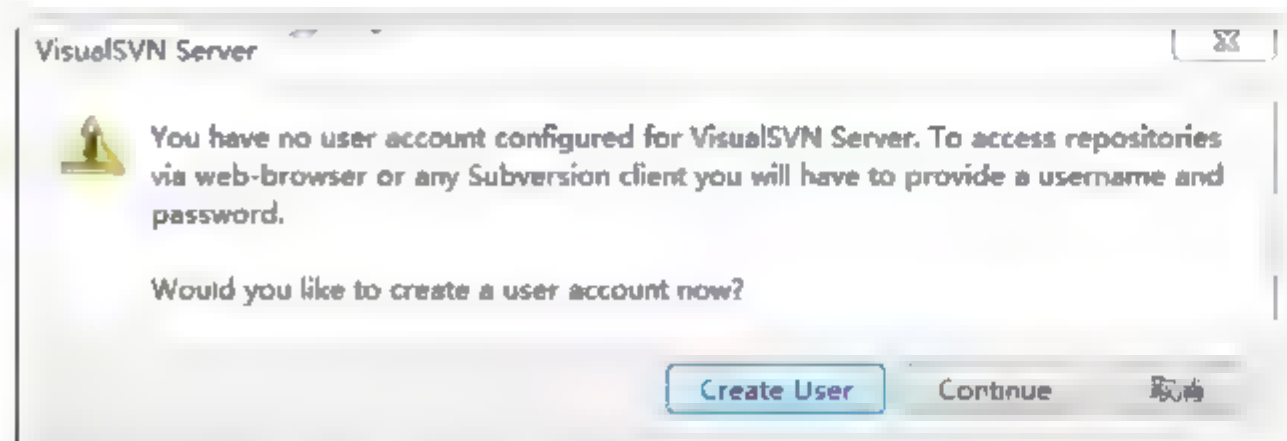 VisualSVN Server
You have no user account configured for VisualSVN Server. To access repositories
via web-browser or any Subversion client you will have to provide a username and
password.
Would you like to create a user account now?
Create User Continue 取消